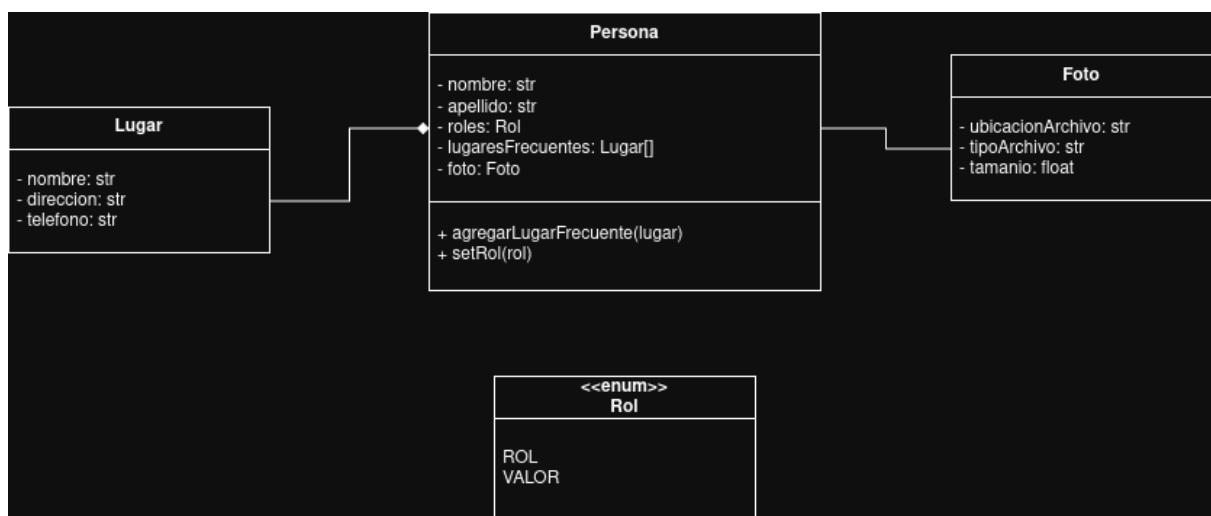 Persona
- nombre: str
- apellido: str
- roles: Rol
- lugaresFrecuentes: Lugar[]
- foto: Foto
+ agregarLugarFrecuente(lugar)
+ setRol(rol)
Foto
- ubicacionArchivo: str
- tipoArchivo: str
- tamanio: float
Lugar
- nombre: str
- direccion: str
- telefono: str
<<enum>>
Rol
ROL
VALOR